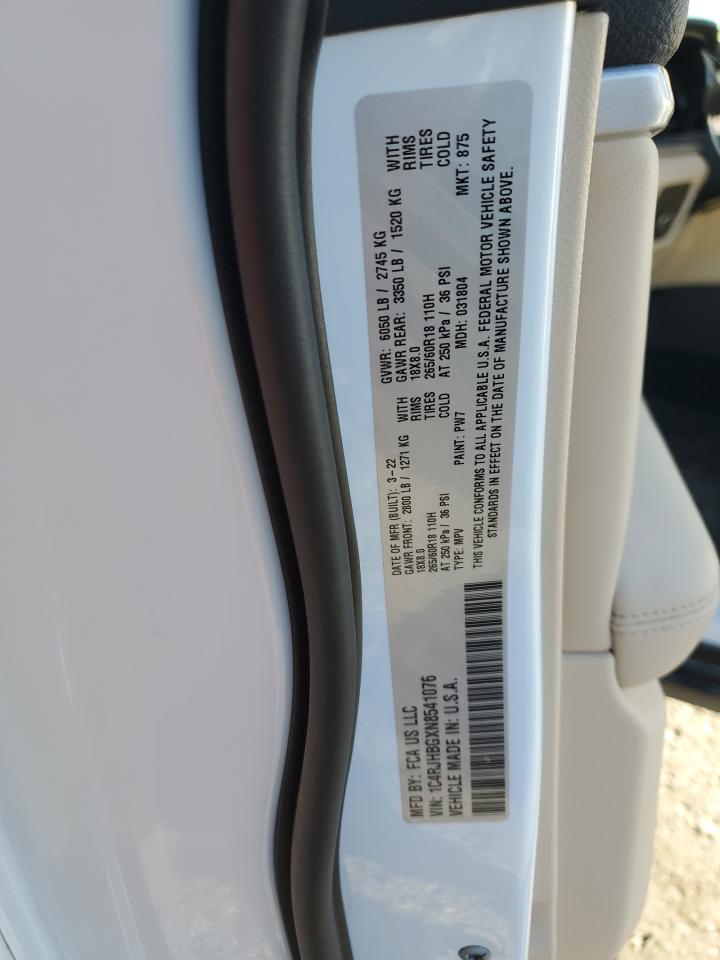 MFD BY: FCA US LLC
VIN: 1C4RJHBGXN8541076
VEHICLE MADE IN: U.S.A.
DATE OF MFR (BUILT): 3-22
GAWR FRONT: 2800 LB / 1271 KG WITH
18X8.0 RIMS
265/60R18 110H TIRES
AT 250 kPa / 36 PSI COLD
TYPE: MPV PAINT: PW7
GVWR: 6050 LB / 2745 KG
GAWR REAR: 3350 LB / 1520 KG WITH
18X8.0 RIMS
265/60R18 110H TIRES
AT 250 kPa / 36 PSI COLD
MDH: 031804 MKT: 875
THIS VEHICLE CONFORMS TO ALL APPLICABLE U.S.A. FEDERAL MOTOR VEHICLE SAFETY
STANDARDS IN EFFECT ON THE DATE OF MANUFACTURE SHOWN ABOVE.